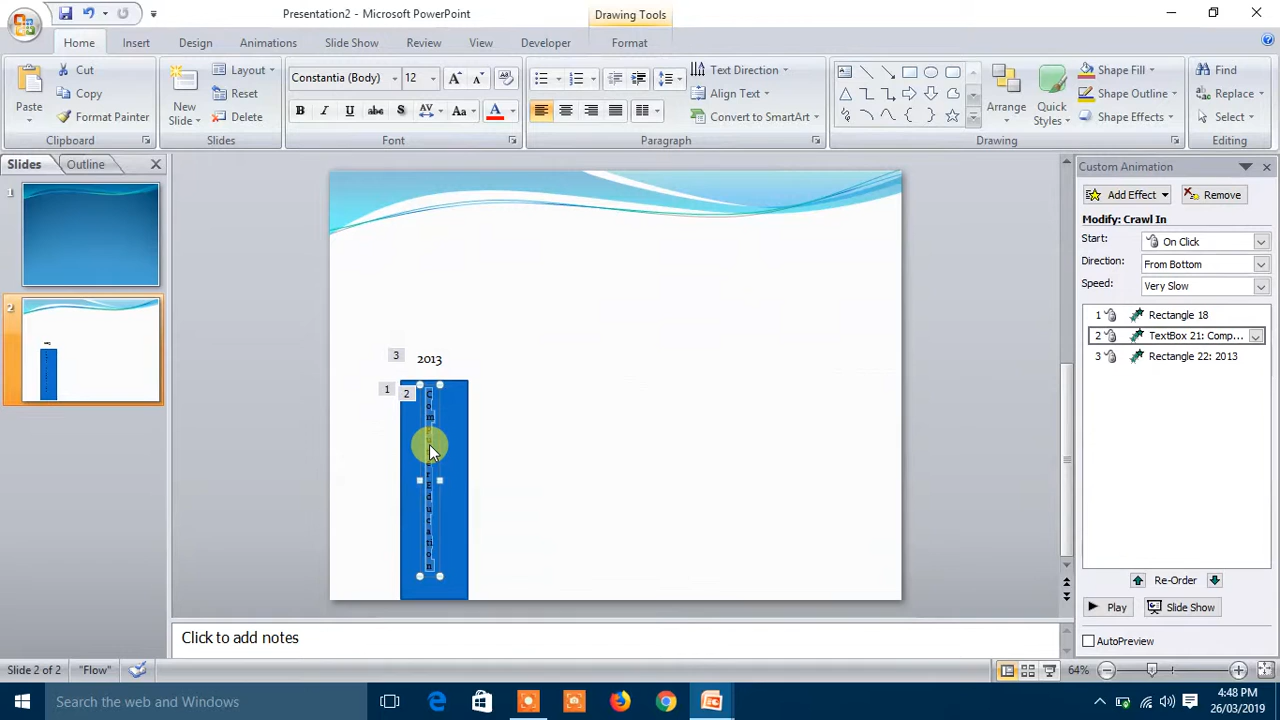 Presentation2 - Microsoft PowerPoint
Drawing Tools
Home
Insert
Design
Animations
Slide Show
Review
View
Developer
Format
Paste
Cut
Copy
Format Painter
Clipboard
New Slide
Layout
Reset
Delete
Slides
Constantia (Body)
12
Font
Text Direction
Align Text
Convert to SmartArt
Paragraph
Arrange
Quick Styles
Shape Fill
Shape Outline
Shape Effects
Drawing
Find
Replace
Select
Editing
Slides
Outline
1
2
3
2013
1
2
Custom Animation
Add Effect
Remove
Modify: Crawl In
Start:
On Click
Direction:
From Bottom
Speed:
Very Slow
1 Rectangle 18
2 TextBox 21: Comp...
3 Rectangle 22: 2013
Re-Order
Play
Slide Show
AutoPreview
Click to add notes
Slide 2 of 2
"Flow"
64%
Search the web and Windows
4:48 PM
26/03/2019